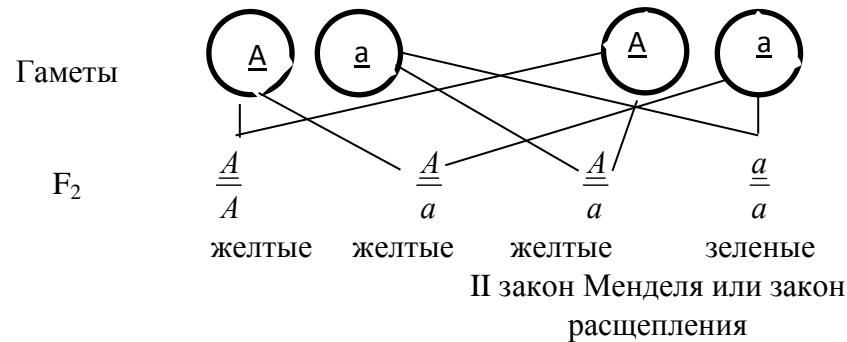 Гаметы A a A a
F₂ A/A A/a A/a a/a
желтые желтые желтые зеленые
II закон Менделя или закон
расщепления